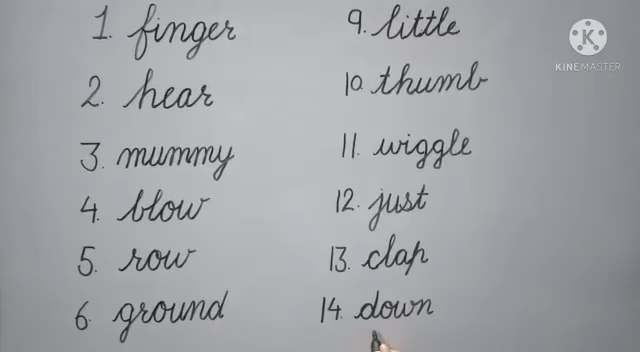 1. finger
2. hear
3. mummy
4. blow
5. row
6. ground
9. little
10. thumb
11. wiggle
12. just
13. clap
14. down
K
KINEMASTER